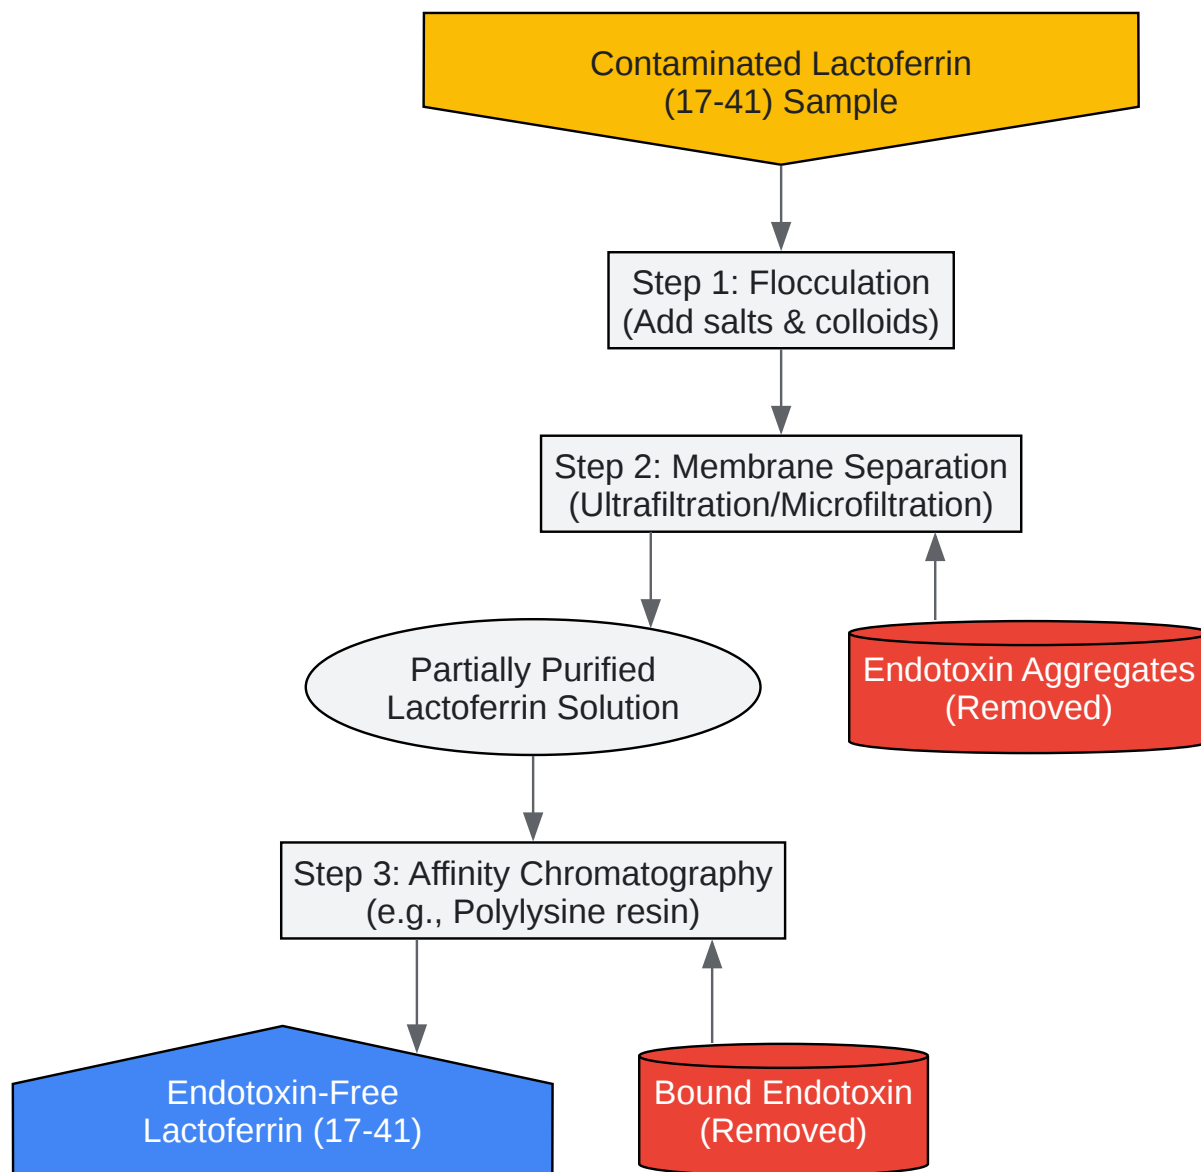 Contaminated Lactoferrin
(17-41) Sample
Step 1: Flocculation
(Add salts & colloids)
Step 2: Membrane Separation
(Ultrafiltration/Microfiltration)
Partially Purified
Lactoferrin Solution
Endotoxin Aggregates
(Removed)
Step 3: Affinity Chromatography
(e.g., Polylysine resin)
Endotoxin-Free
Lactoferrin (17-41)
Bound Endotoxin
(Removed)